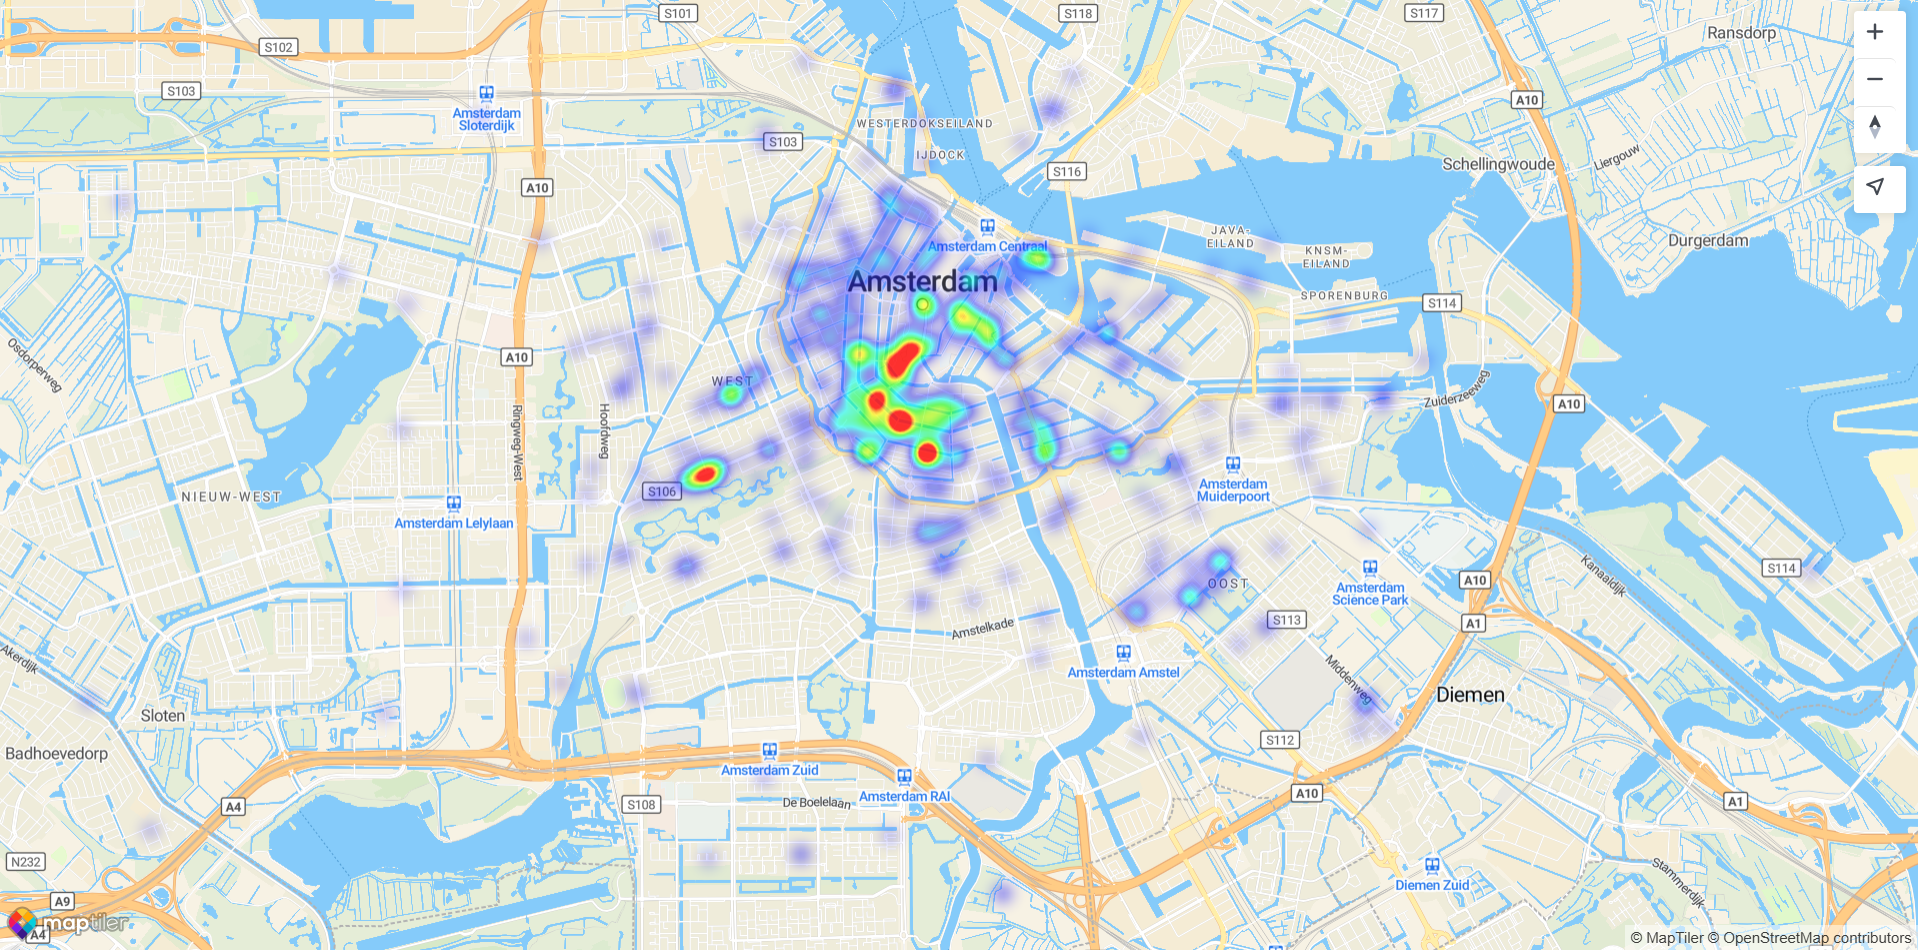 S101
S118
S117
Ransdorp
S102
S103
A10
Amsterdam
Sloterdijk
WESTERDOKSEILAND
S103
IJDOCK
S116
Schellingwoude
Liergouw
A10
A10
JAVA-
EILAND
KNSM-
EILAND
Durgerdam
Amsterdam Centraal
Amsterdam
SPORENBURG
S114
Osdorperweg
A10
WEST
Zuiderzeeweg
A10
Ringweg-West
Hoofdweg
NIEUW-WEST
S106
Amsterdam
Muiderpoort
Amsterdam Lelylaan
Kanaaldijk
S114
A10
OOST
Amsterdam
Science Park
Amstelkade
S113
A1
Akerdijk
Amsterdam Amstel
Middenweg
Diemen
Sloten
Badhoevedorp
S112
Amsterdam Zuid
Amsterdam RAI
A10
A1
A4
S108
De Boelelaan
N232
Stammerdijk
Diemen Zuid
A9
maptiler
A4
© MapTiler © OpenStreetMap contributors